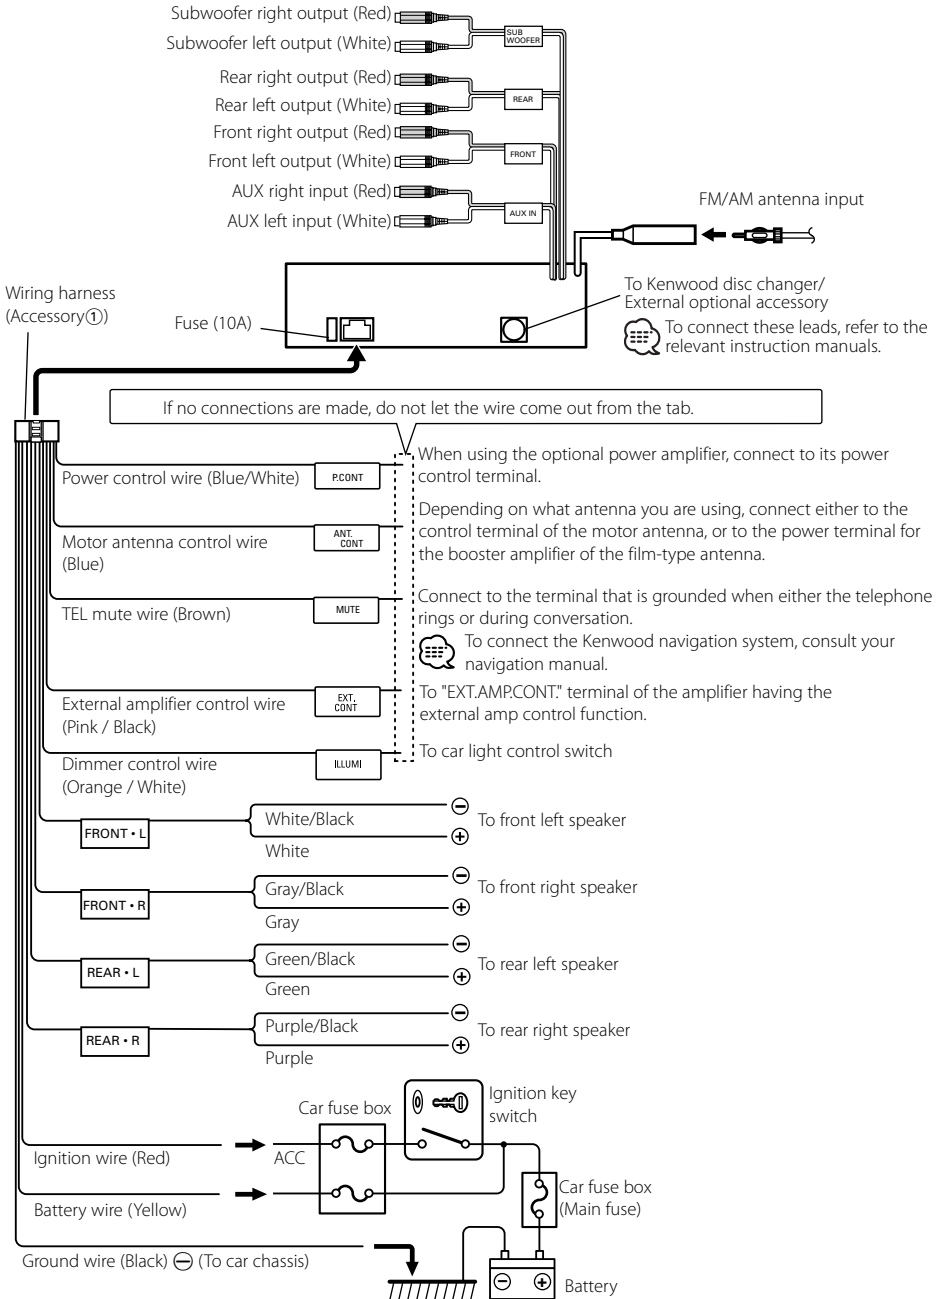 Subwoofer right output (Red)
Subwoofer left output (White)
SUB
WOOFER
Rear right output (Red)
Rear left output (White)
REAR
Front right output (Red)
Front left output (White)
FRONT
AUX right input (Red)
AUX left input (White)
AUX IN
FM/AM antenna input
Wiring harness
(Accessory①)
Fuse (10A)
To Kenwood disc changer/
External optional accessory
To connect these leads, refer to the
relevant instruction manuals.
If no connections are made, do not let the wire come out from the tab.
Power control wire (Blue/White)
P.CONT
When using the optional power amplifier, connect to its power
control terminal.
Motor antenna control wire
(Blue)
ANT.
CONT
Depending on what antenna you are using, connect either to the
control terminal of the motor antenna, or to the power terminal for
the booster amplifier of the film-type antenna.
TEL mute wire (Brown)
MUTE
Connect to the terminal that is grounded when either the telephone
rings or during conversation.
To connect the Kenwood navigation system, consult your
navigation manual.
External amplifier control wire
(Pink / Black)
EXT.
CONT
To "EXT.AMP.CONT." terminal of the amplifier having the
external amp control function.
Dimmer control wire
(Orange / White)
ILLUMI
To car light control switch
FRONT • L
White/Black
White
⊖
⊕
To front left speaker
FRONT • R
Gray/Black
Gray
⊖
⊕
To front right speaker
REAR • L
Green/Black
Green
⊖
⊕
To rear left speaker
REAR • R
Purple/Black
Purple
⊖
⊕
To rear right speaker
Ignition key
switch
Car fuse box
Ignition wire (Red)
ACC
Battery wire (Yellow)
Car fuse box
(Main fuse)
Ground wire (Black) ⊖ (To car chassis)
⊖ ⊕
Battery